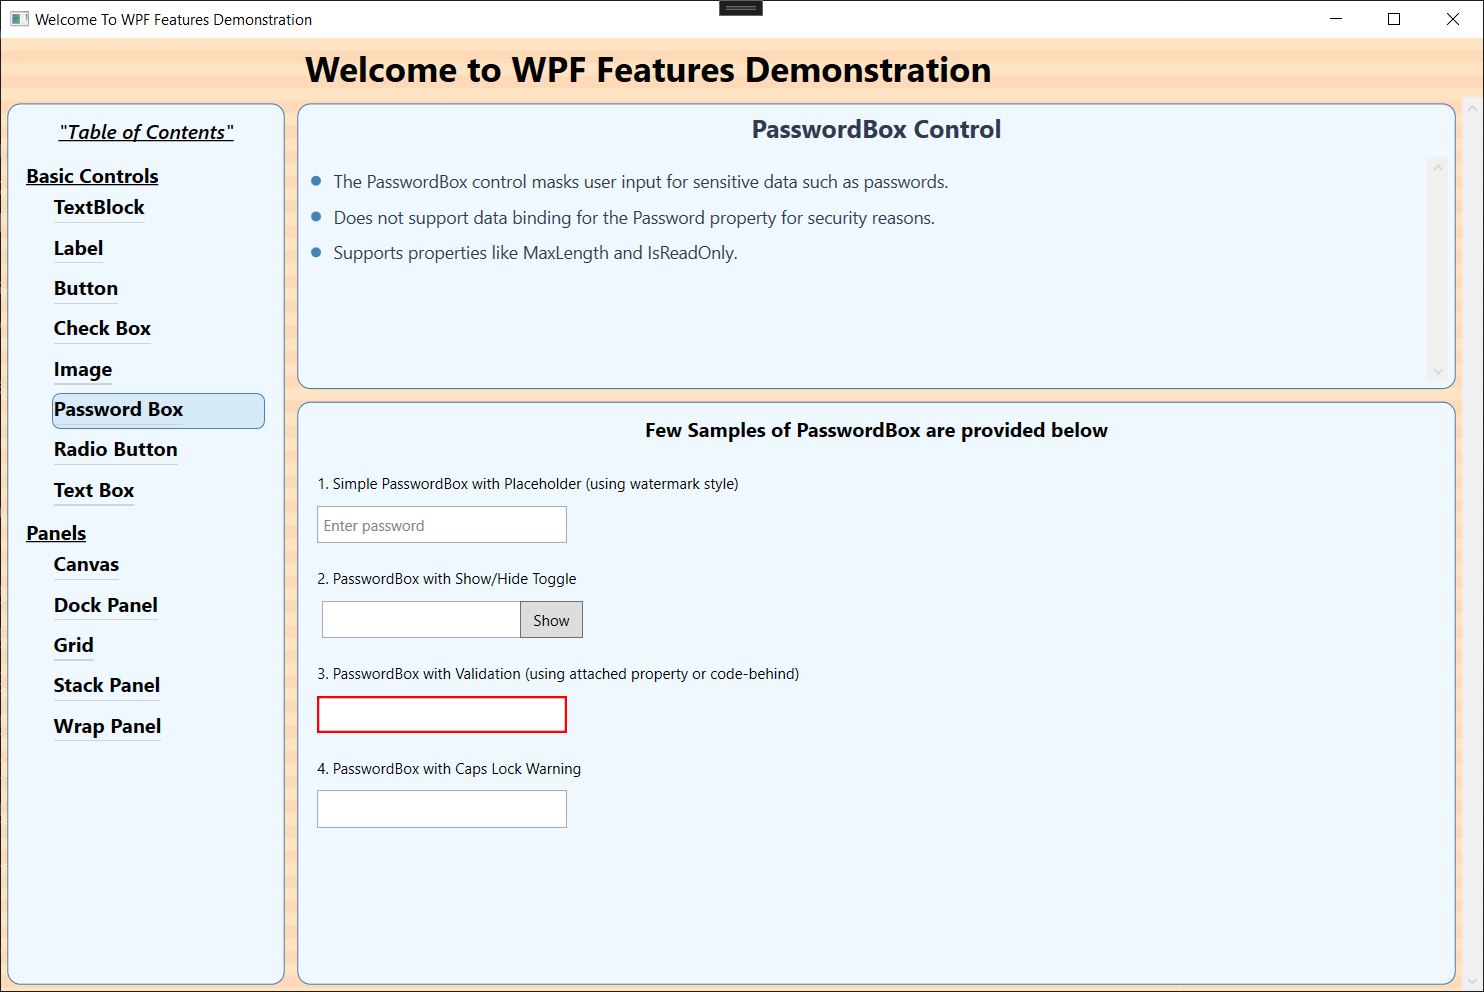 Welcome To WPF Features Demonstration
Welcome to WPF Features Demonstration
"Table of Contents"
Basic Controls
TextBlock
Label
Button
Check Box
Image
Password Box
Radio Button
Text Box
Panels
Canvas
Dock Panel
Grid
Stack Panel
Wrap Panel
PasswordBox Control
The PasswordBox control masks user input for sensitive data such as passwords.
Does not support data binding for the Password property for security reasons.
Supports properties like MaxLength and IsReadOnly.
Few Samples of PasswordBox are provided below
1. Simple PasswordBox with Placeholder (using watermark style)
Enter password
2. PasswordBox with Show/Hide Toggle
Show
3. PasswordBox with Validation (using attached property or code-behind)
4. PasswordBox with Caps Lock Warning